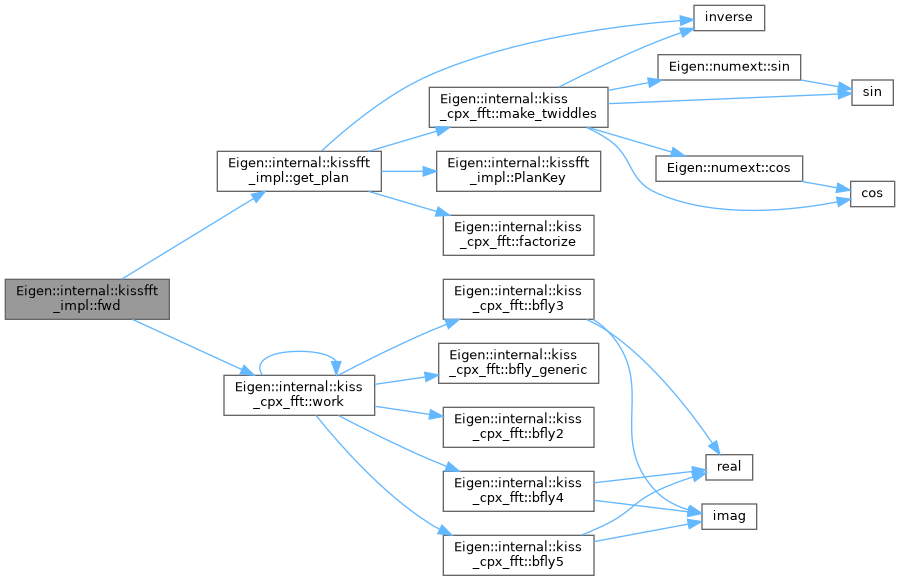 inverse
Eigen::numext::sin
sin
Eigen::internal::kiss
_cpx_fft::make_twiddles
Eigen::internal::kissfft
_impl::get_plan
Eigen::internal::kissfft
_impl::PlanKey
Eigen::numext::cos
cos
Eigen::internal::kiss
_cpx_fft::factorize
Eigen::internal::kissfft
_impl::fwd
Eigen::internal::kiss
_cpx_fft::bfly3
Eigen::internal::kiss
_cpx_fft::bfly_generic
Eigen::internal::kiss
_cpx_fft::work
Eigen::internal::kiss
_cpx_fft::bfly2
Eigen::internal::kiss
_cpx_fft::bfly4
real
imag
Eigen::internal::kiss
_cpx_fft::bfly5